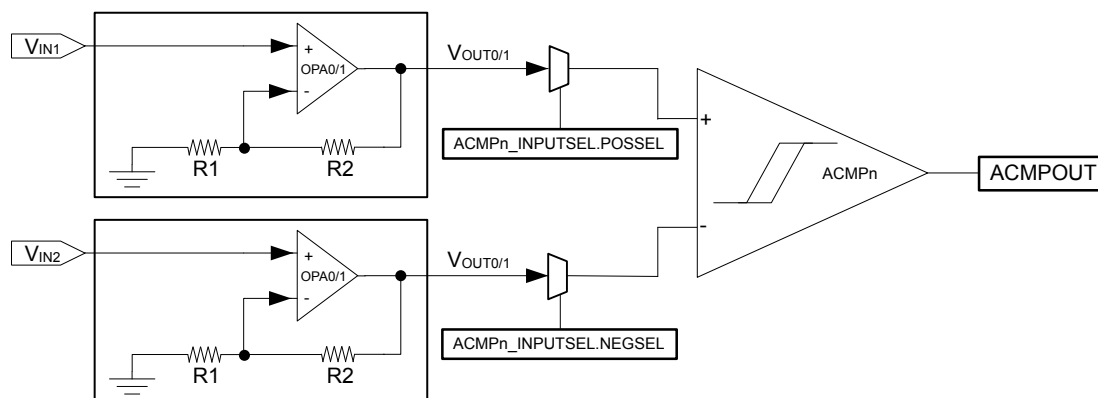 VIN1
+
OPA0/1
-
R1
R2
VOUT0/1
ACMPn_INPUTSEL.POSSEL
+
ACMPn
-
ACMPOUT
VIN2
+
OPA0/1
-
R1
R2
VOUT0/1
ACMPn_INPUTSEL.NEGSEL